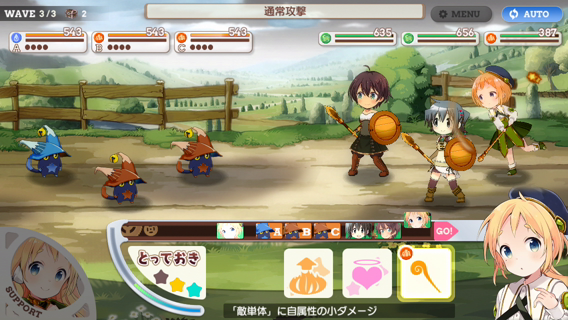 WAVE 3/3 2
通常攻撃
MENU
AUTO
A 543
B 543
C 543
635
656
387
A B C GO!
とっておき
SUPPORT
「敵単体」に自属性の小ダメージ